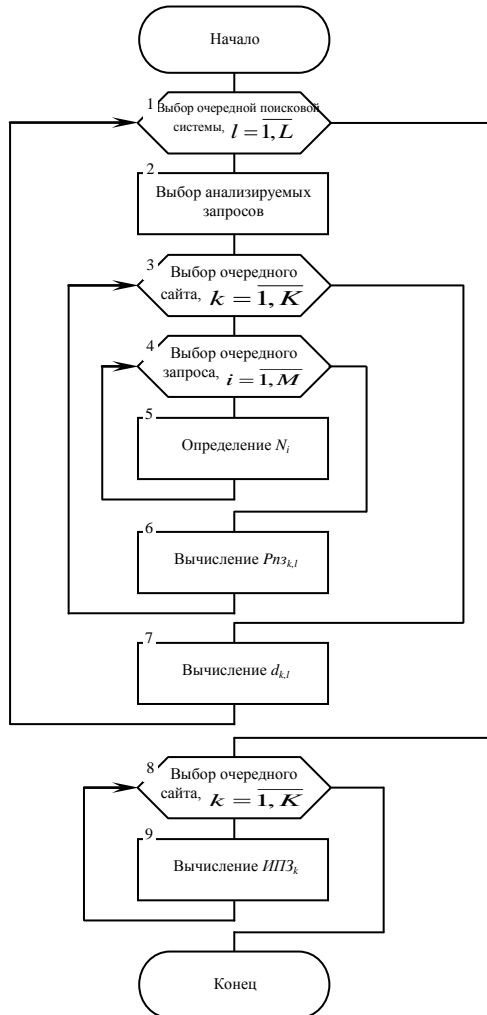 Начало
1
Выбор очередной поисковой
системы, l = 1, L
2
Выбор анализируемых
запросов
3
Выбор очередного
сайта, k = 1, K
4
Выбор очередного
запроса, i = 1, M
5
Определение Nᵢ
6
Вычисление Pпзk,l
7
Вычисление dk,l
8
Выбор очередного
сайта, k = 1, K
9
Вычисление ИПЗk
Конец